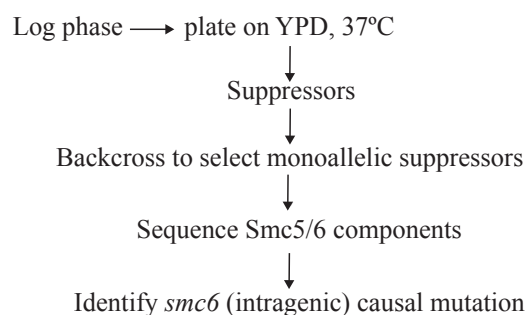 Log phase plate on YPD, 37ºC
Suppressors
Backcross to select monoallelic suppressors
Sequence Smc5/6 components
Identify smc6 (intragenic) causal mutation